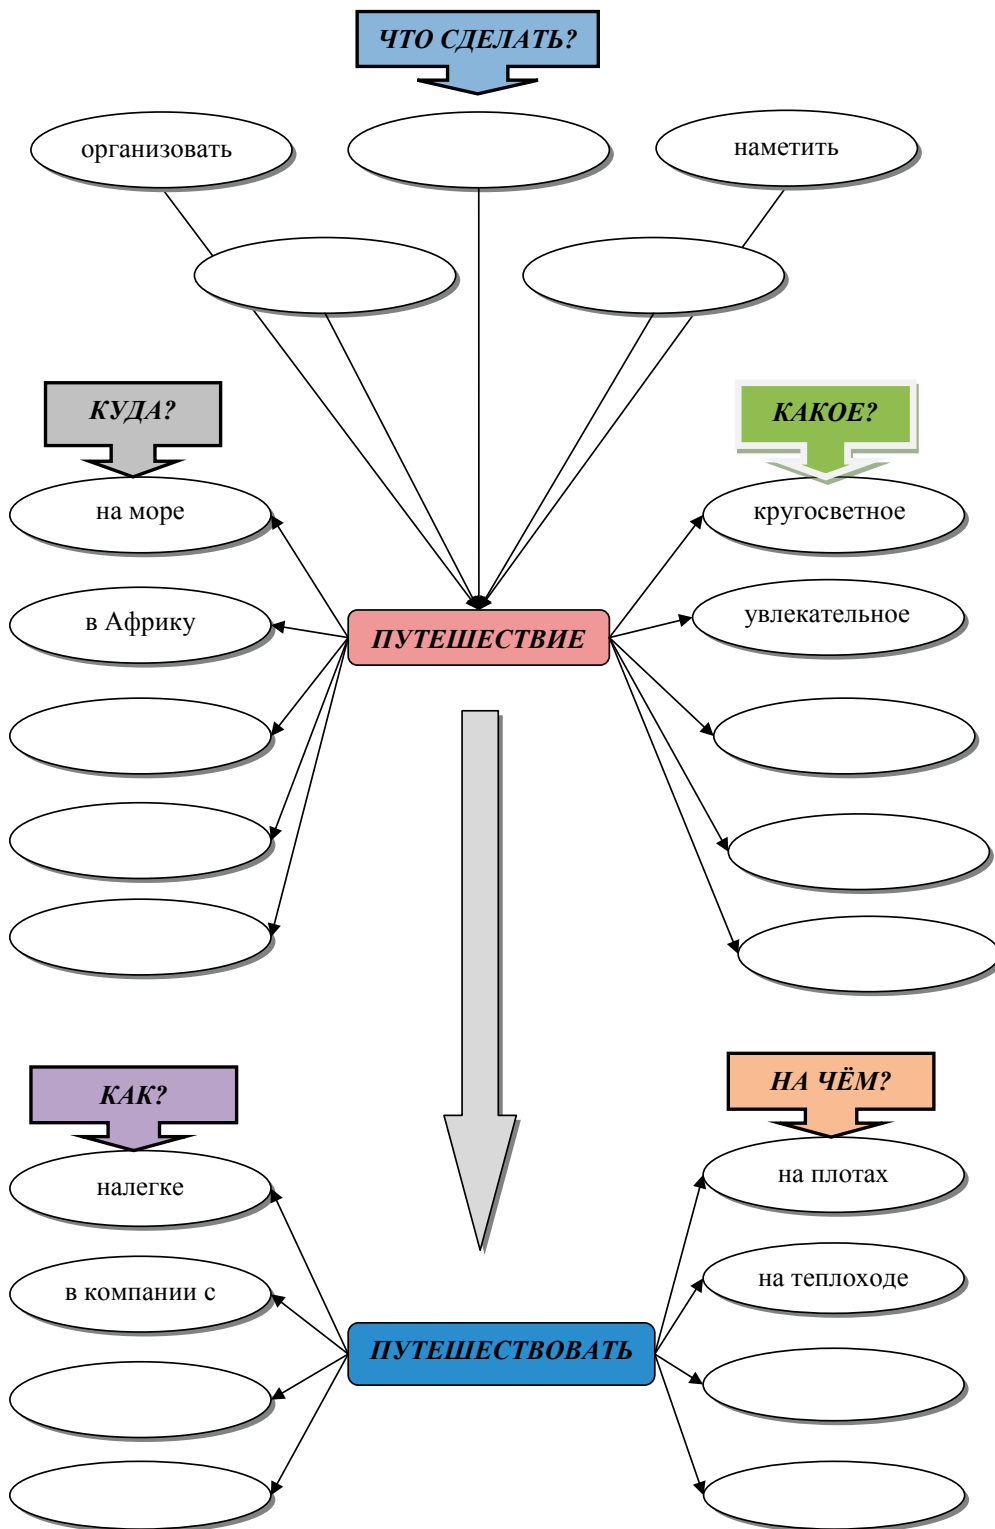 ЧТО СДЕЛАТЬ?
организовать
наметить
КУДА?
КАКОЕ?
на море
кругосветное
в Африку
увлекательное
ПУТЕШЕСТВИЕ
КАК?
НА ЧЁМ?
налегке
на плотах
в компании с
на теплоходе
ПУТЕШЕСТВОВАТЬ